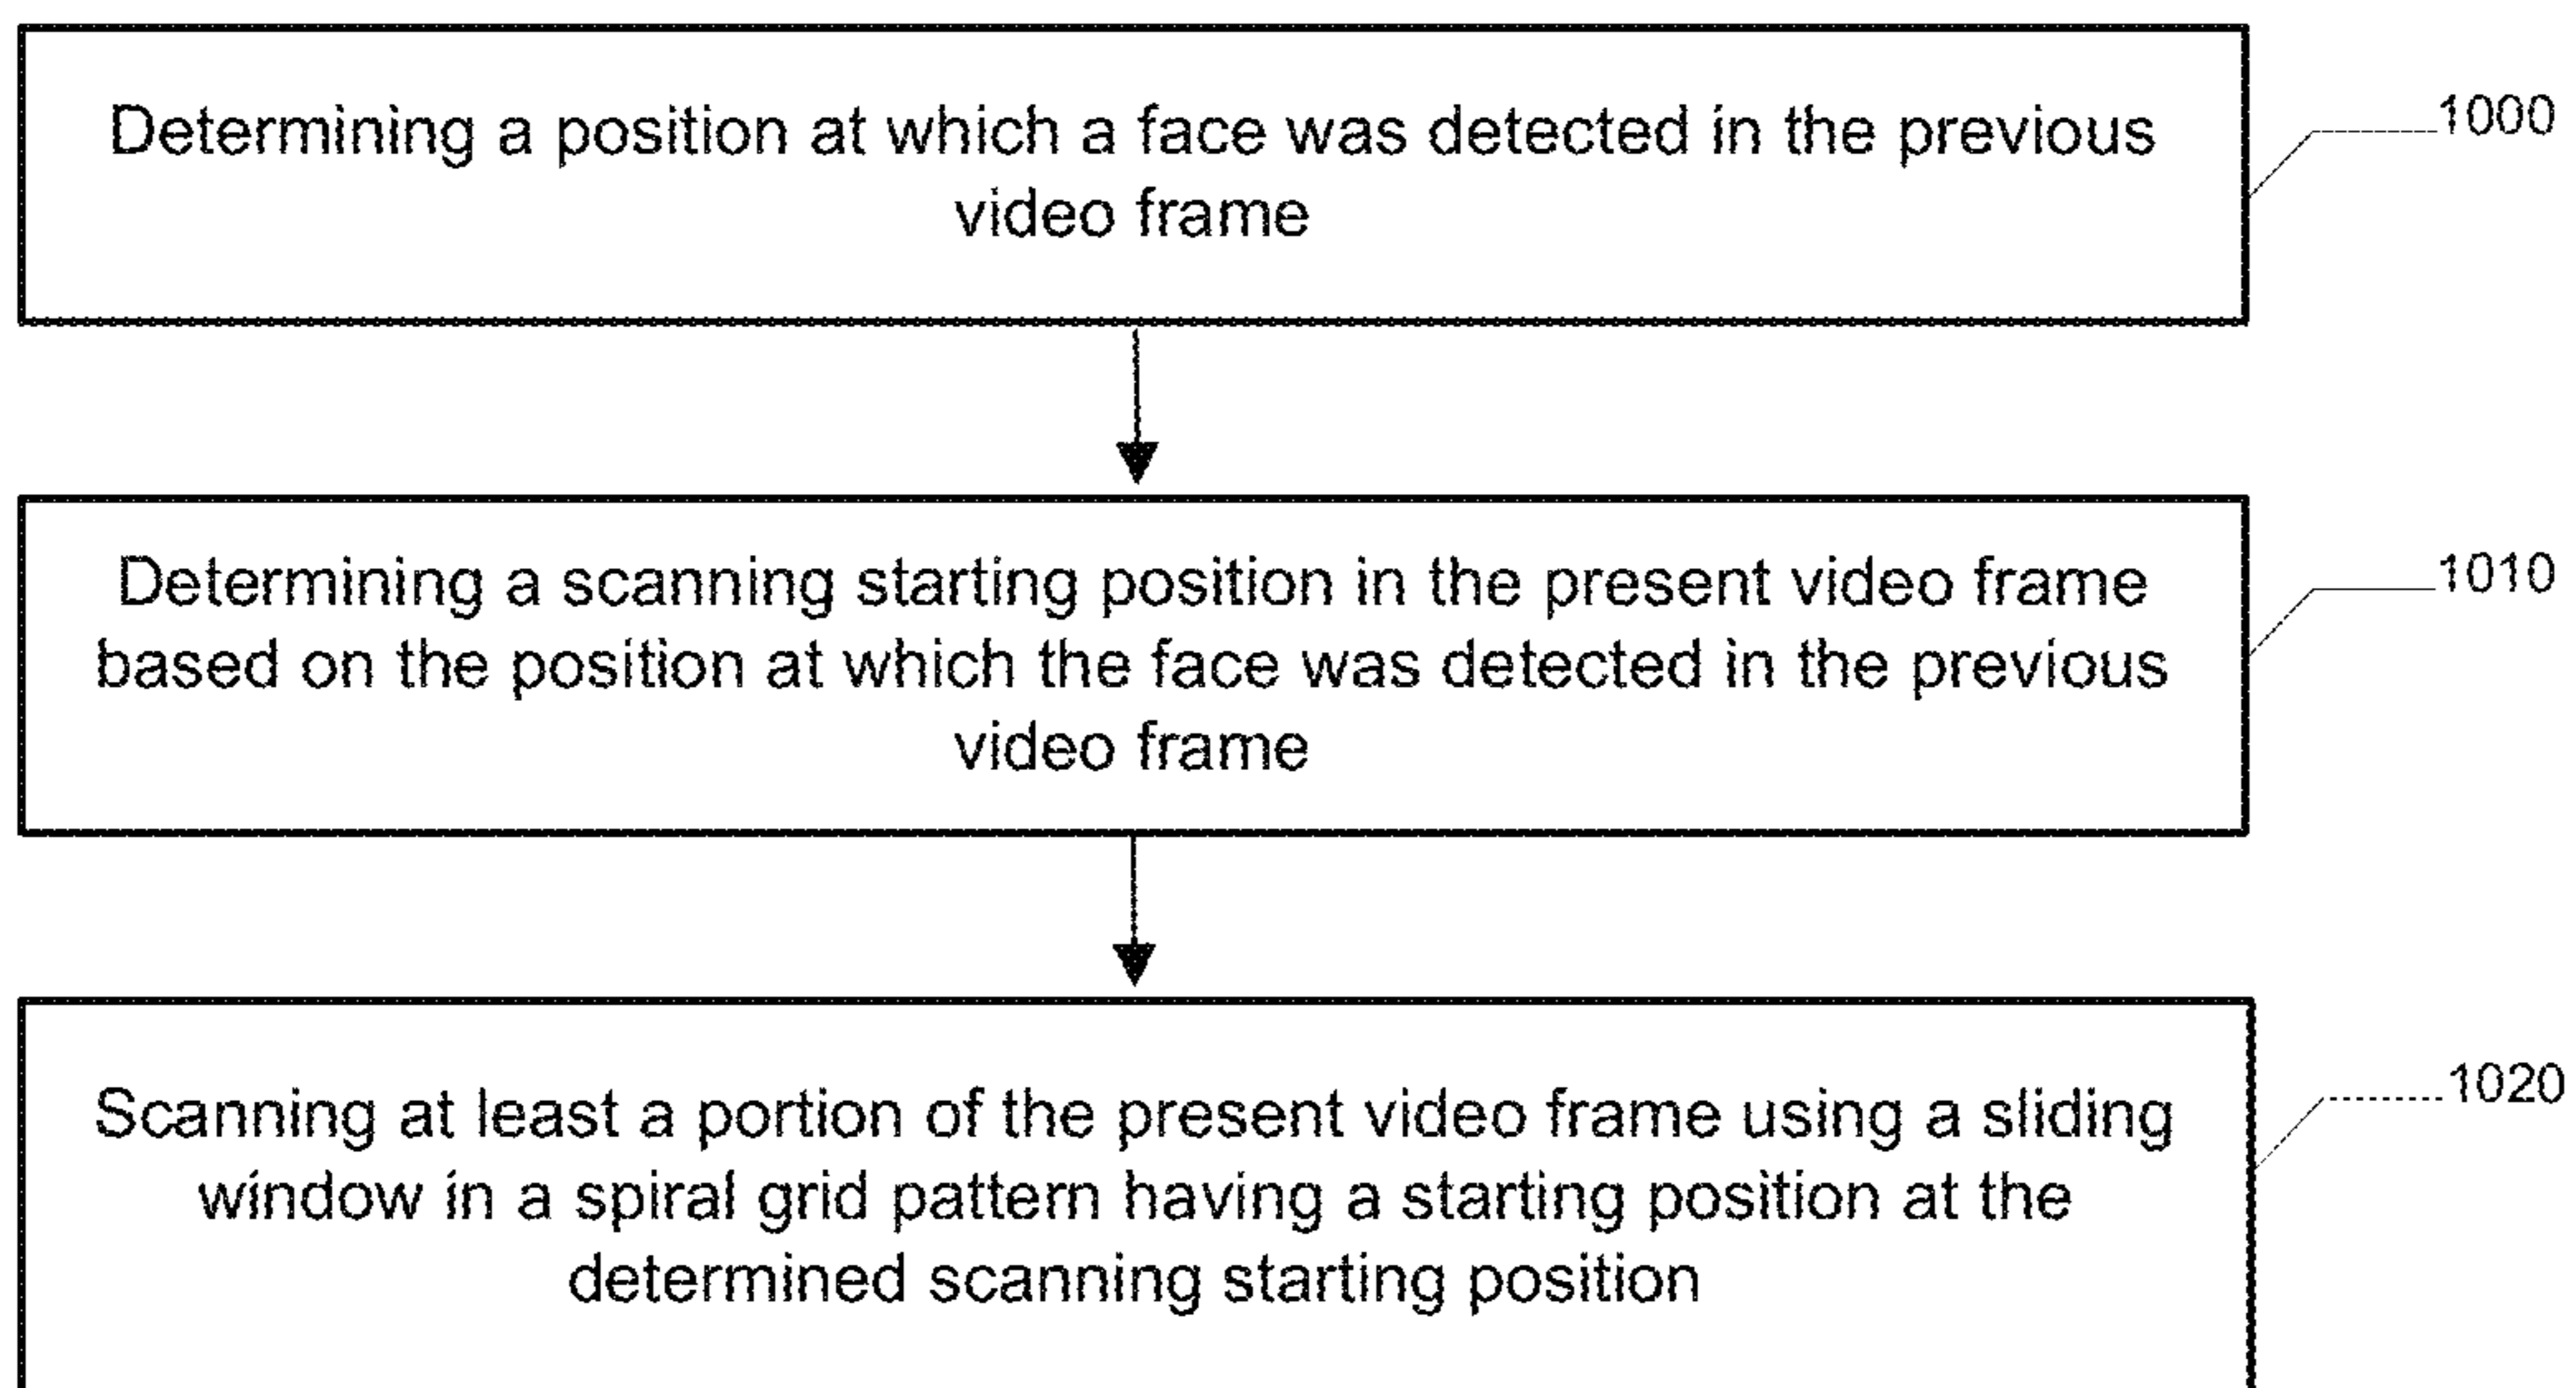 Determining a position at which a face was detected in the previous
video frame
1000
Determining a scanning starting position in the present video frame
based on the position at which the face was detected in the previous
video frame
1010
Scanning at least a portion of the present video frame using a sliding
window in a spiral grid pattern having a starting position at the
determined scanning starting position
1020